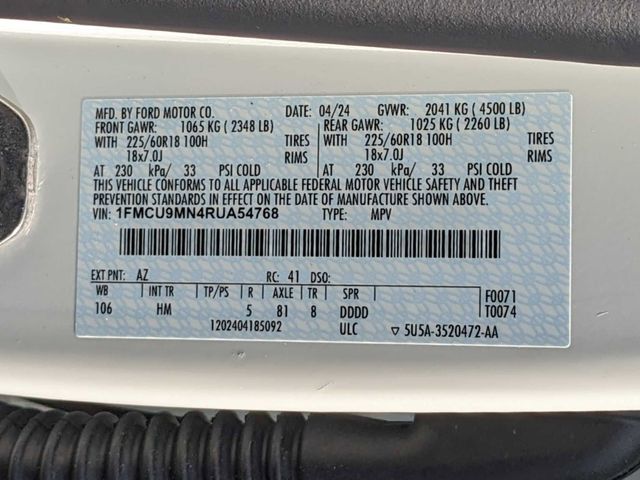 MFD. BY FORD MOTOR CO. DATE: 04/24 GVWR: 2041 KG ( 4500 LB)
FRONT GAWR: 1065 KG ( 2348 LB) REAR GAWR: 1025 KG ( 2260 LB)
WITH 225/60R18 100H TIRES WITH 225/60R18 100H TIRES
18x7.0J RIMS 18x7.0J RIMS
AT 230 kPa/ 33 PSI COLD AT 230 kPa/ 33 PSI COLD
THIS VEHICLE CONFORMS TO ALL APPLICABLE FEDERAL MOTOR VEHICLE SAFETY AND THEFT
PREVENTION STANDARDS IN EFFECT ON THE DATE OF MANUFACTURE SHOWN ABOVE.
VIN: 1FMCU9MN4RUA54768 TYPE: MPV
EXT PNT: AZ RC: 41 DSO:
WB INT TR TP/PS R AXLE TR SPR F0071
106 HM 5 81 8 DDDD T0074
1202404185092 ULC ▽ 5U5A-3520472-AA